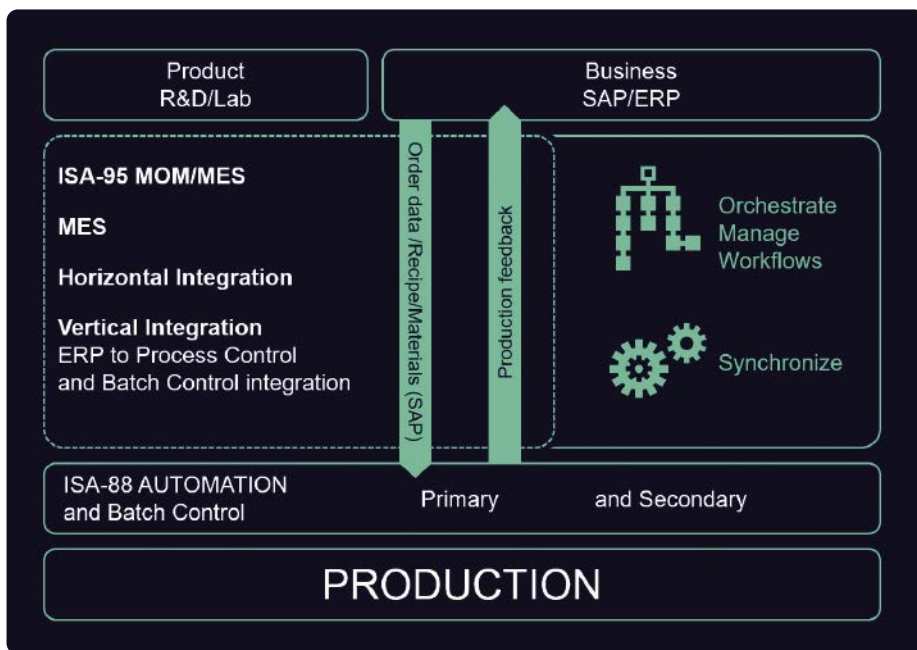 Product
R&D/Lab
Business
SAP/ERP
ISA-95 MOM/MES
MES
Horizontal Integration
Vertical Integration
ERP to Process Control
and Batch Control integration
Order data /Recipe/Materials (SAP)
Production feedback
Orchestrate
Manage
Workflows
Synchronize
ISA-88 AUTOMATION
and Batch Control
Primary
and Secondary
PRODUCTION